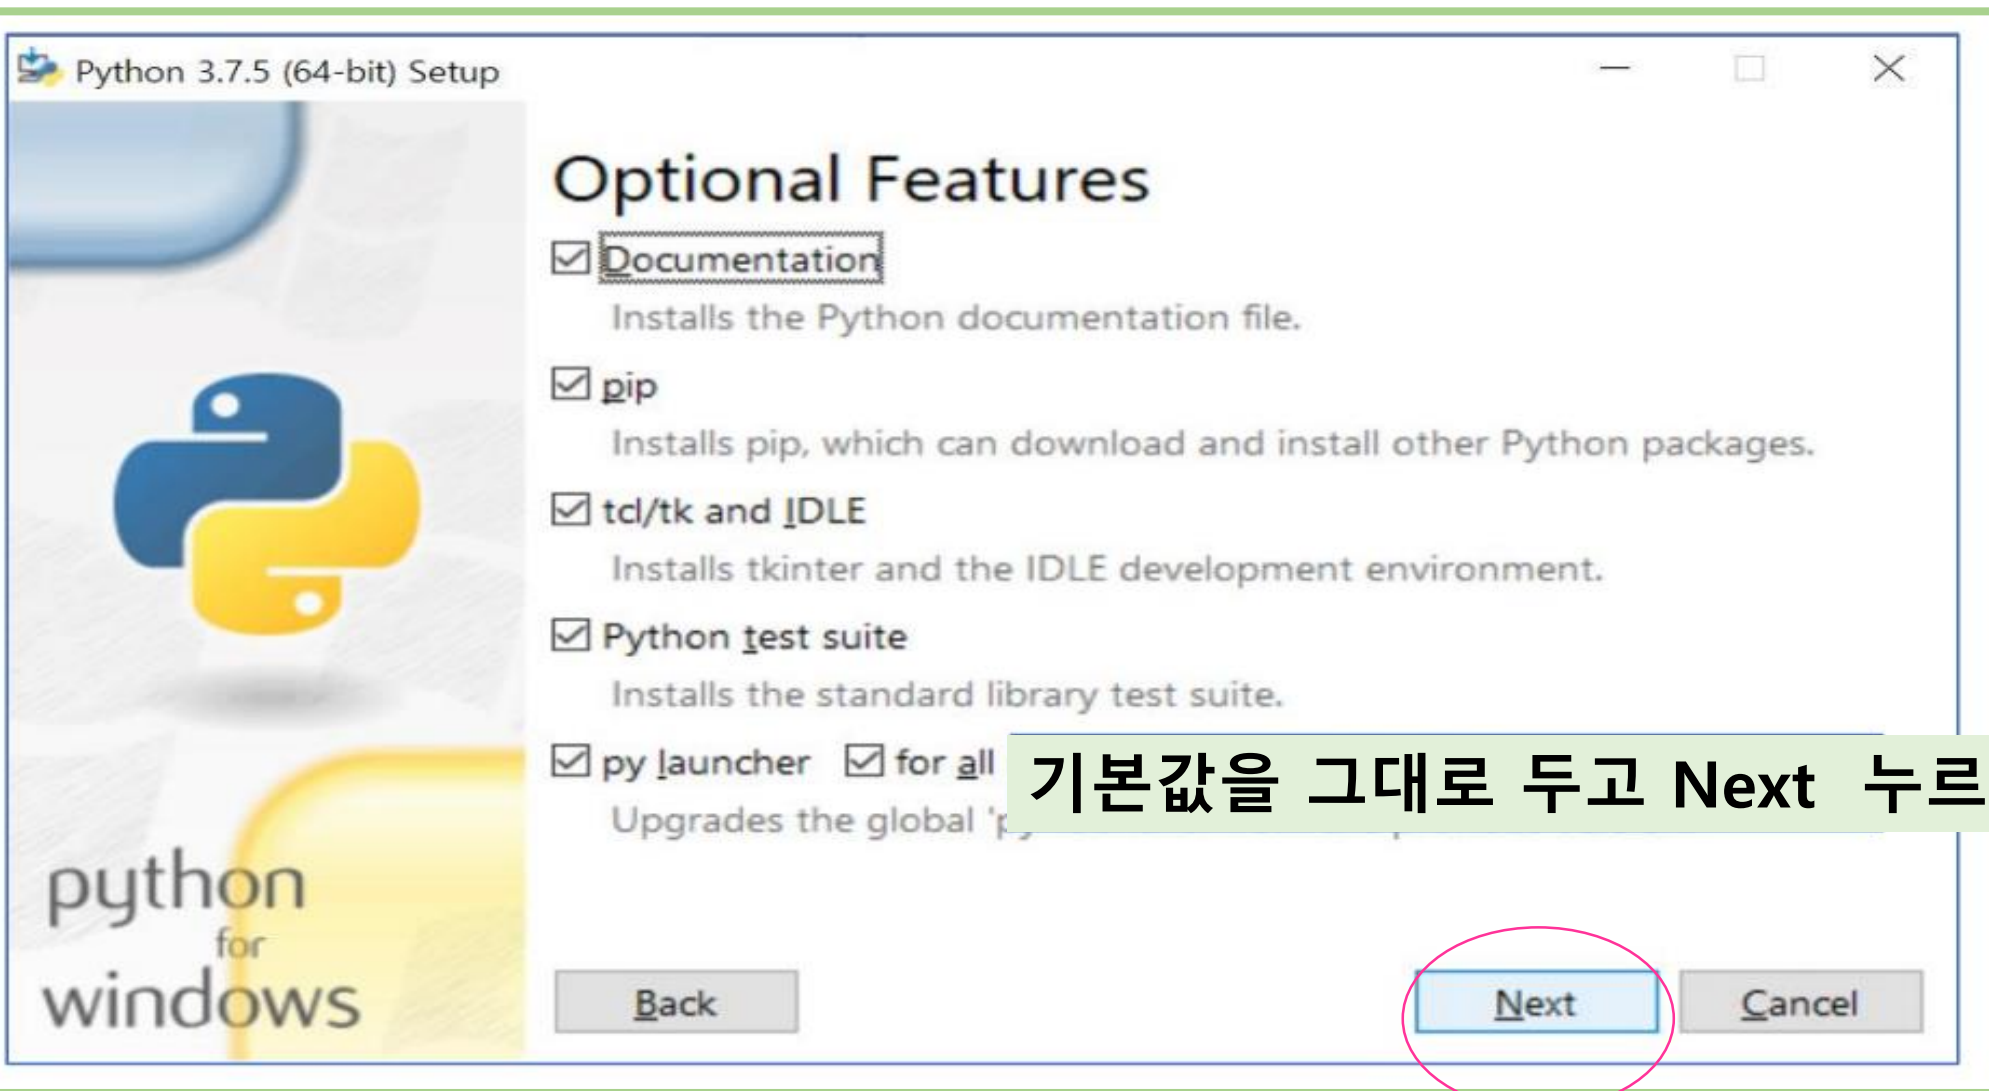 Python 3.7.5 (64-bit) Setup
Optional Features
Documentation
Installs the Python documentation file.
pip
Installs pip, which can download and install other Python packages.
tcl/tk and IDLE
Installs tkinter and the IDLE development environment.
Python test suite
Installs the standard library test suite.
py launcher for all
기본값을 그대로 두고 Next 누르
Upgrades the global
python
for
windows
Back Next Cancel